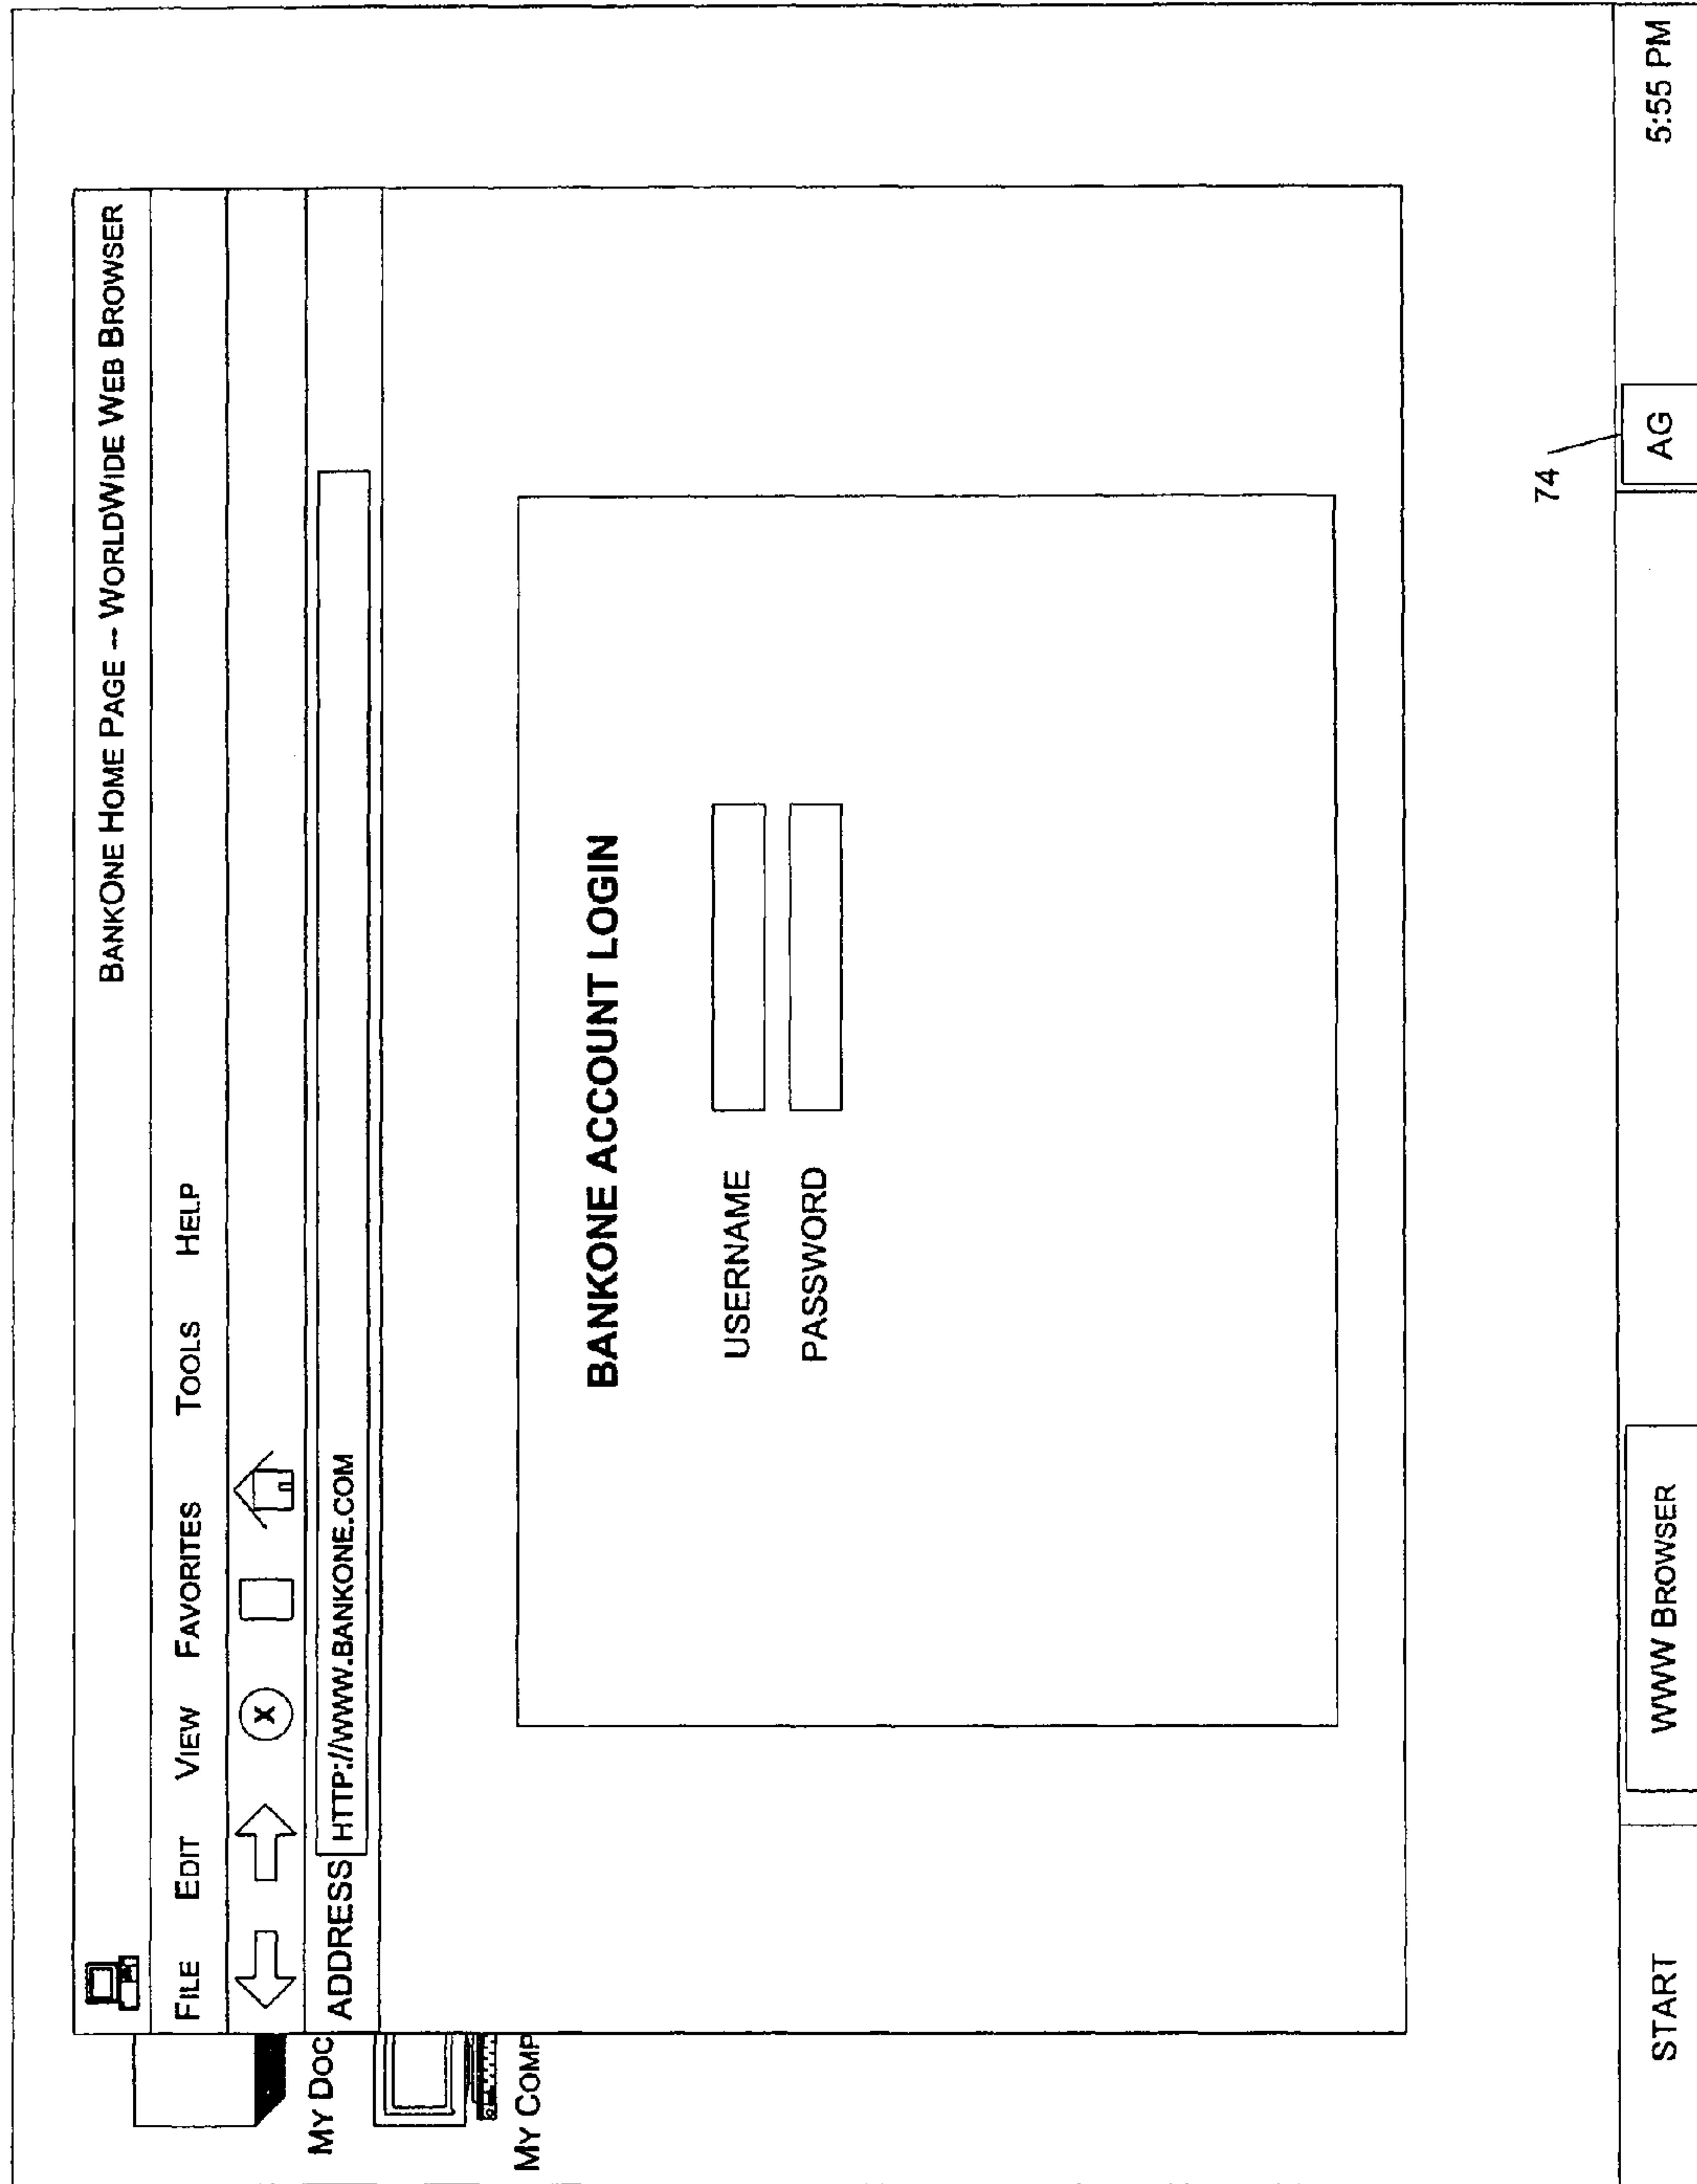 BANKONE HOME PAGE -- WORLDWIDE WEB BROWSER
FILE EDIT VIEW FAVORITES TOOLS HELP
X
ADDRESS HTTP://WWW.BANKONE.COM
MY DOC
MY COMP
BANKONE ACCOUNT LOGIN
USERNAME
PASSWORD
74
START WWW BROWSER AG 5:55 PM